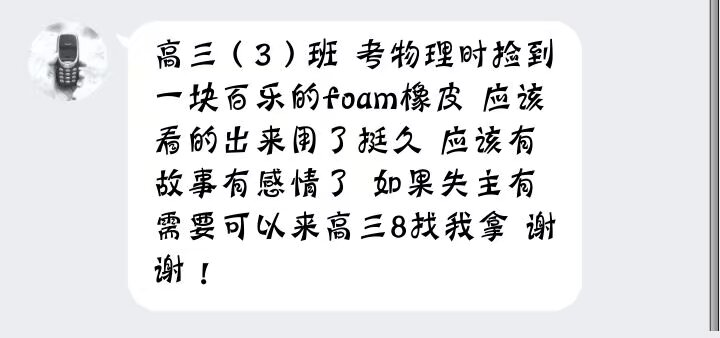 高三（3）班 考物理时捡到
一块百乐的foam橡皮 应该
看的出来用了挺久 应该有
故事有感情了 如果失主有
需要可以来高三8找我拿 谢
谢！